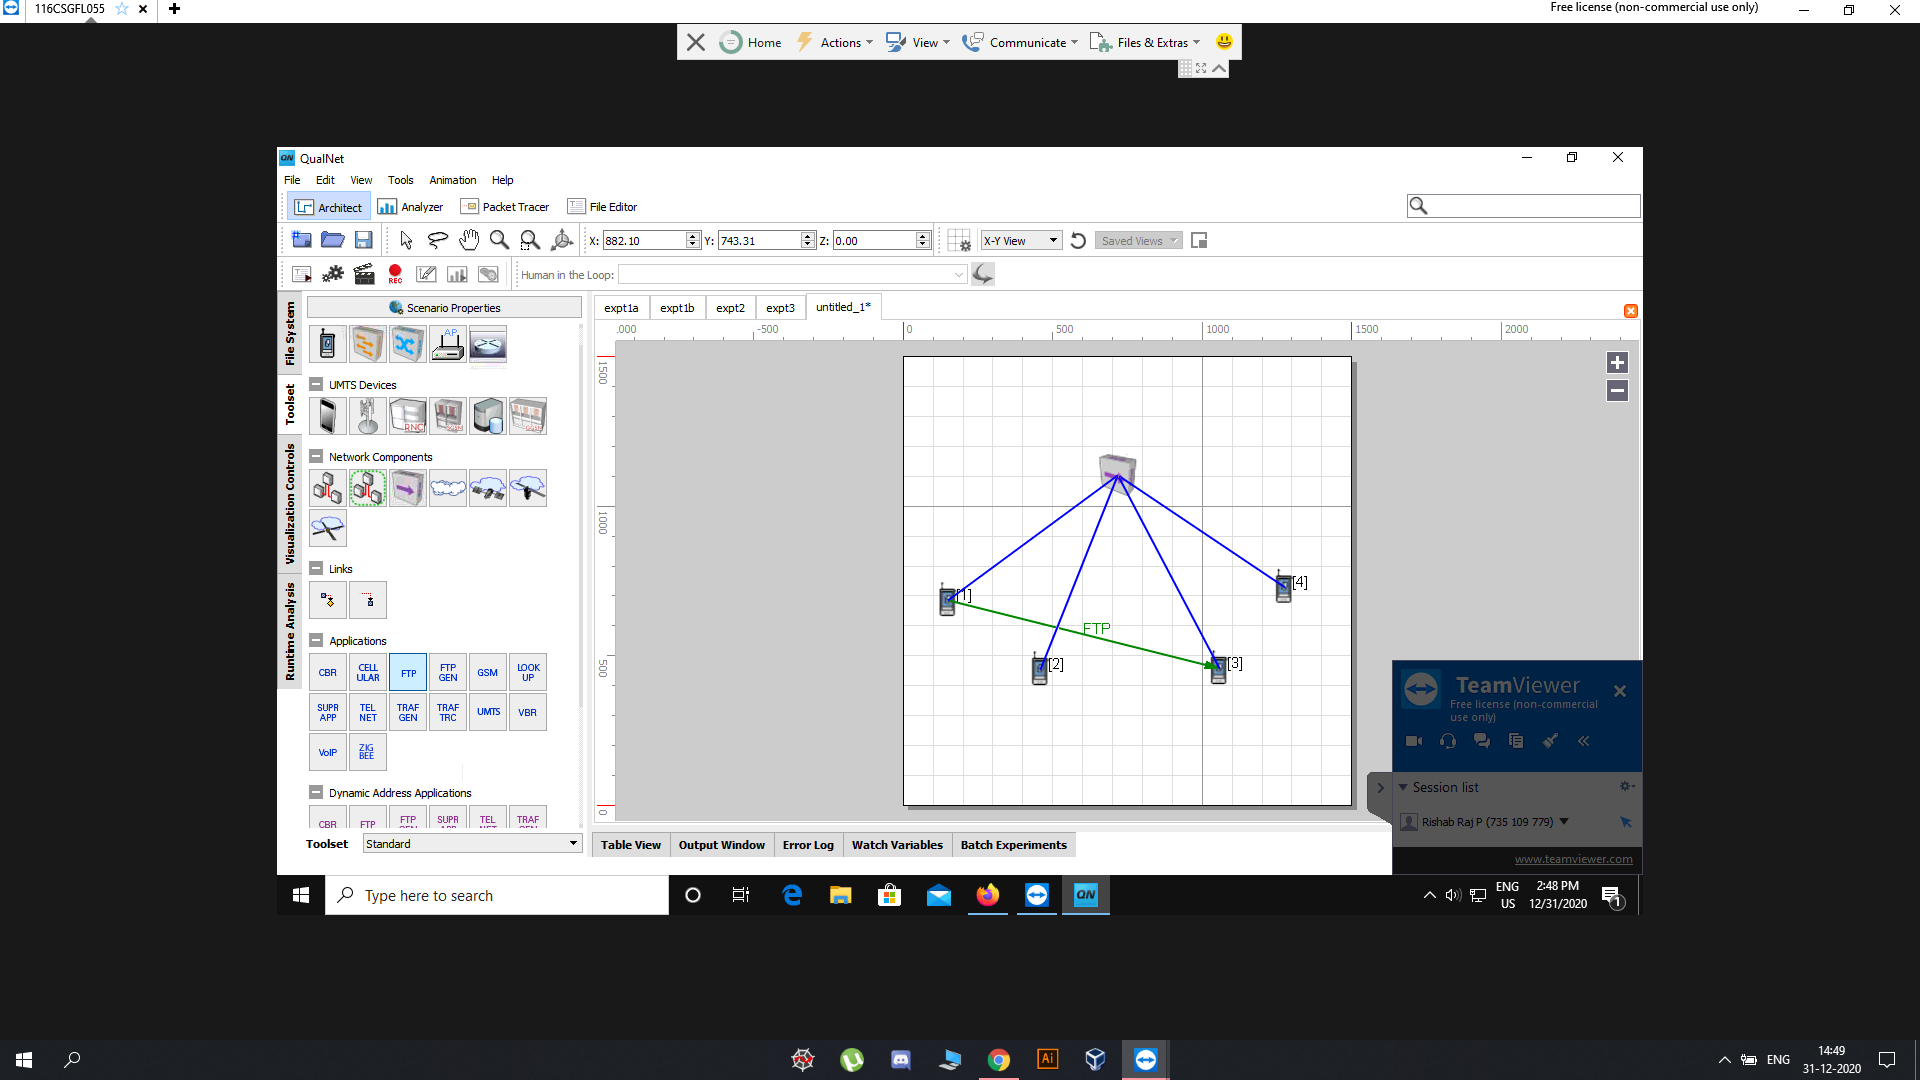 116CSGFL055
Free license (non-commercial use only)
Home
Actions
View
Communicate
Files & Extras
QN
QualNet
File Edit View Tools Animation Help
Architect
Analyzer
Packet Tracer
File Editor
X: 882.10 Y: 743.31 Z: 0.00
X-Y View
Saved Views
REC
Human in the Loop:
File System
Toolset
Visualization Controls
Runtime Analysis
Scenario Properties
AP
UMTS Devices
RNC
Network Components
Links
Applications
CBR
CELL
ULAR
FTP
FTP
GEN
GSM
LOOK
UP
SUPR
APP
TEL
NET
TRAF
GEN
TRAF
TRC
UMTS
VBR
VoIP
ZIG
BEE
Dynamic Address Applications
CBR
FTP
FTP
GEN
SUPR
APP
TEL
NET
TRAF
GEN
Toolset
Standard
expt1a
expt1b
expt2
expt3
untitled_1*
.000 -500 0 500 1000 1500 2000
1500
1000
500
0
[1]
[2]
[3]
[4]
FTP
Table View
Output Window
Error Log
Watch Variables
Batch Experiments
TeamViewer
Free license (non-commercial
use only)
Session list
Rishab Raj P (735 109 779)
www.teamviewer.com
Type here to search
QN
ENG
US
2:48 PM
12/31/2020
1
Ai
ENG
14:49
31-12-2020